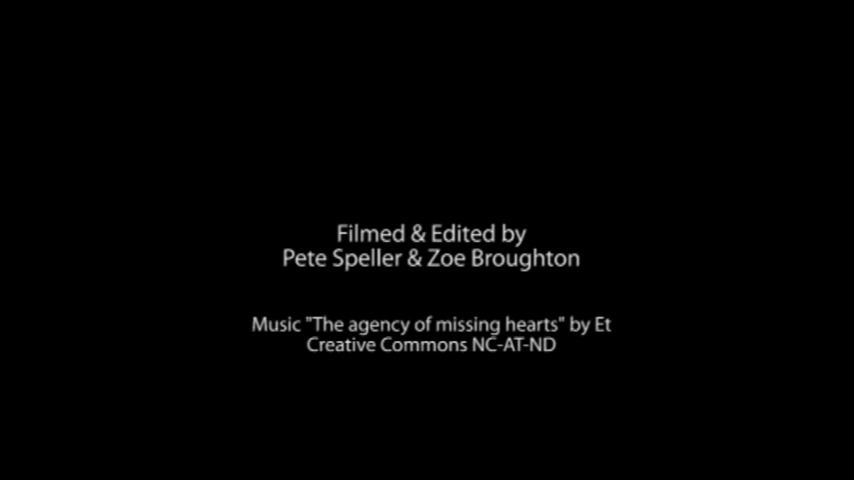 Filmed & Edited by
Pete Speller & Zoe Broughton
Music "The agency of missing hearts" by Et
Creative Commons NC-AT-ND